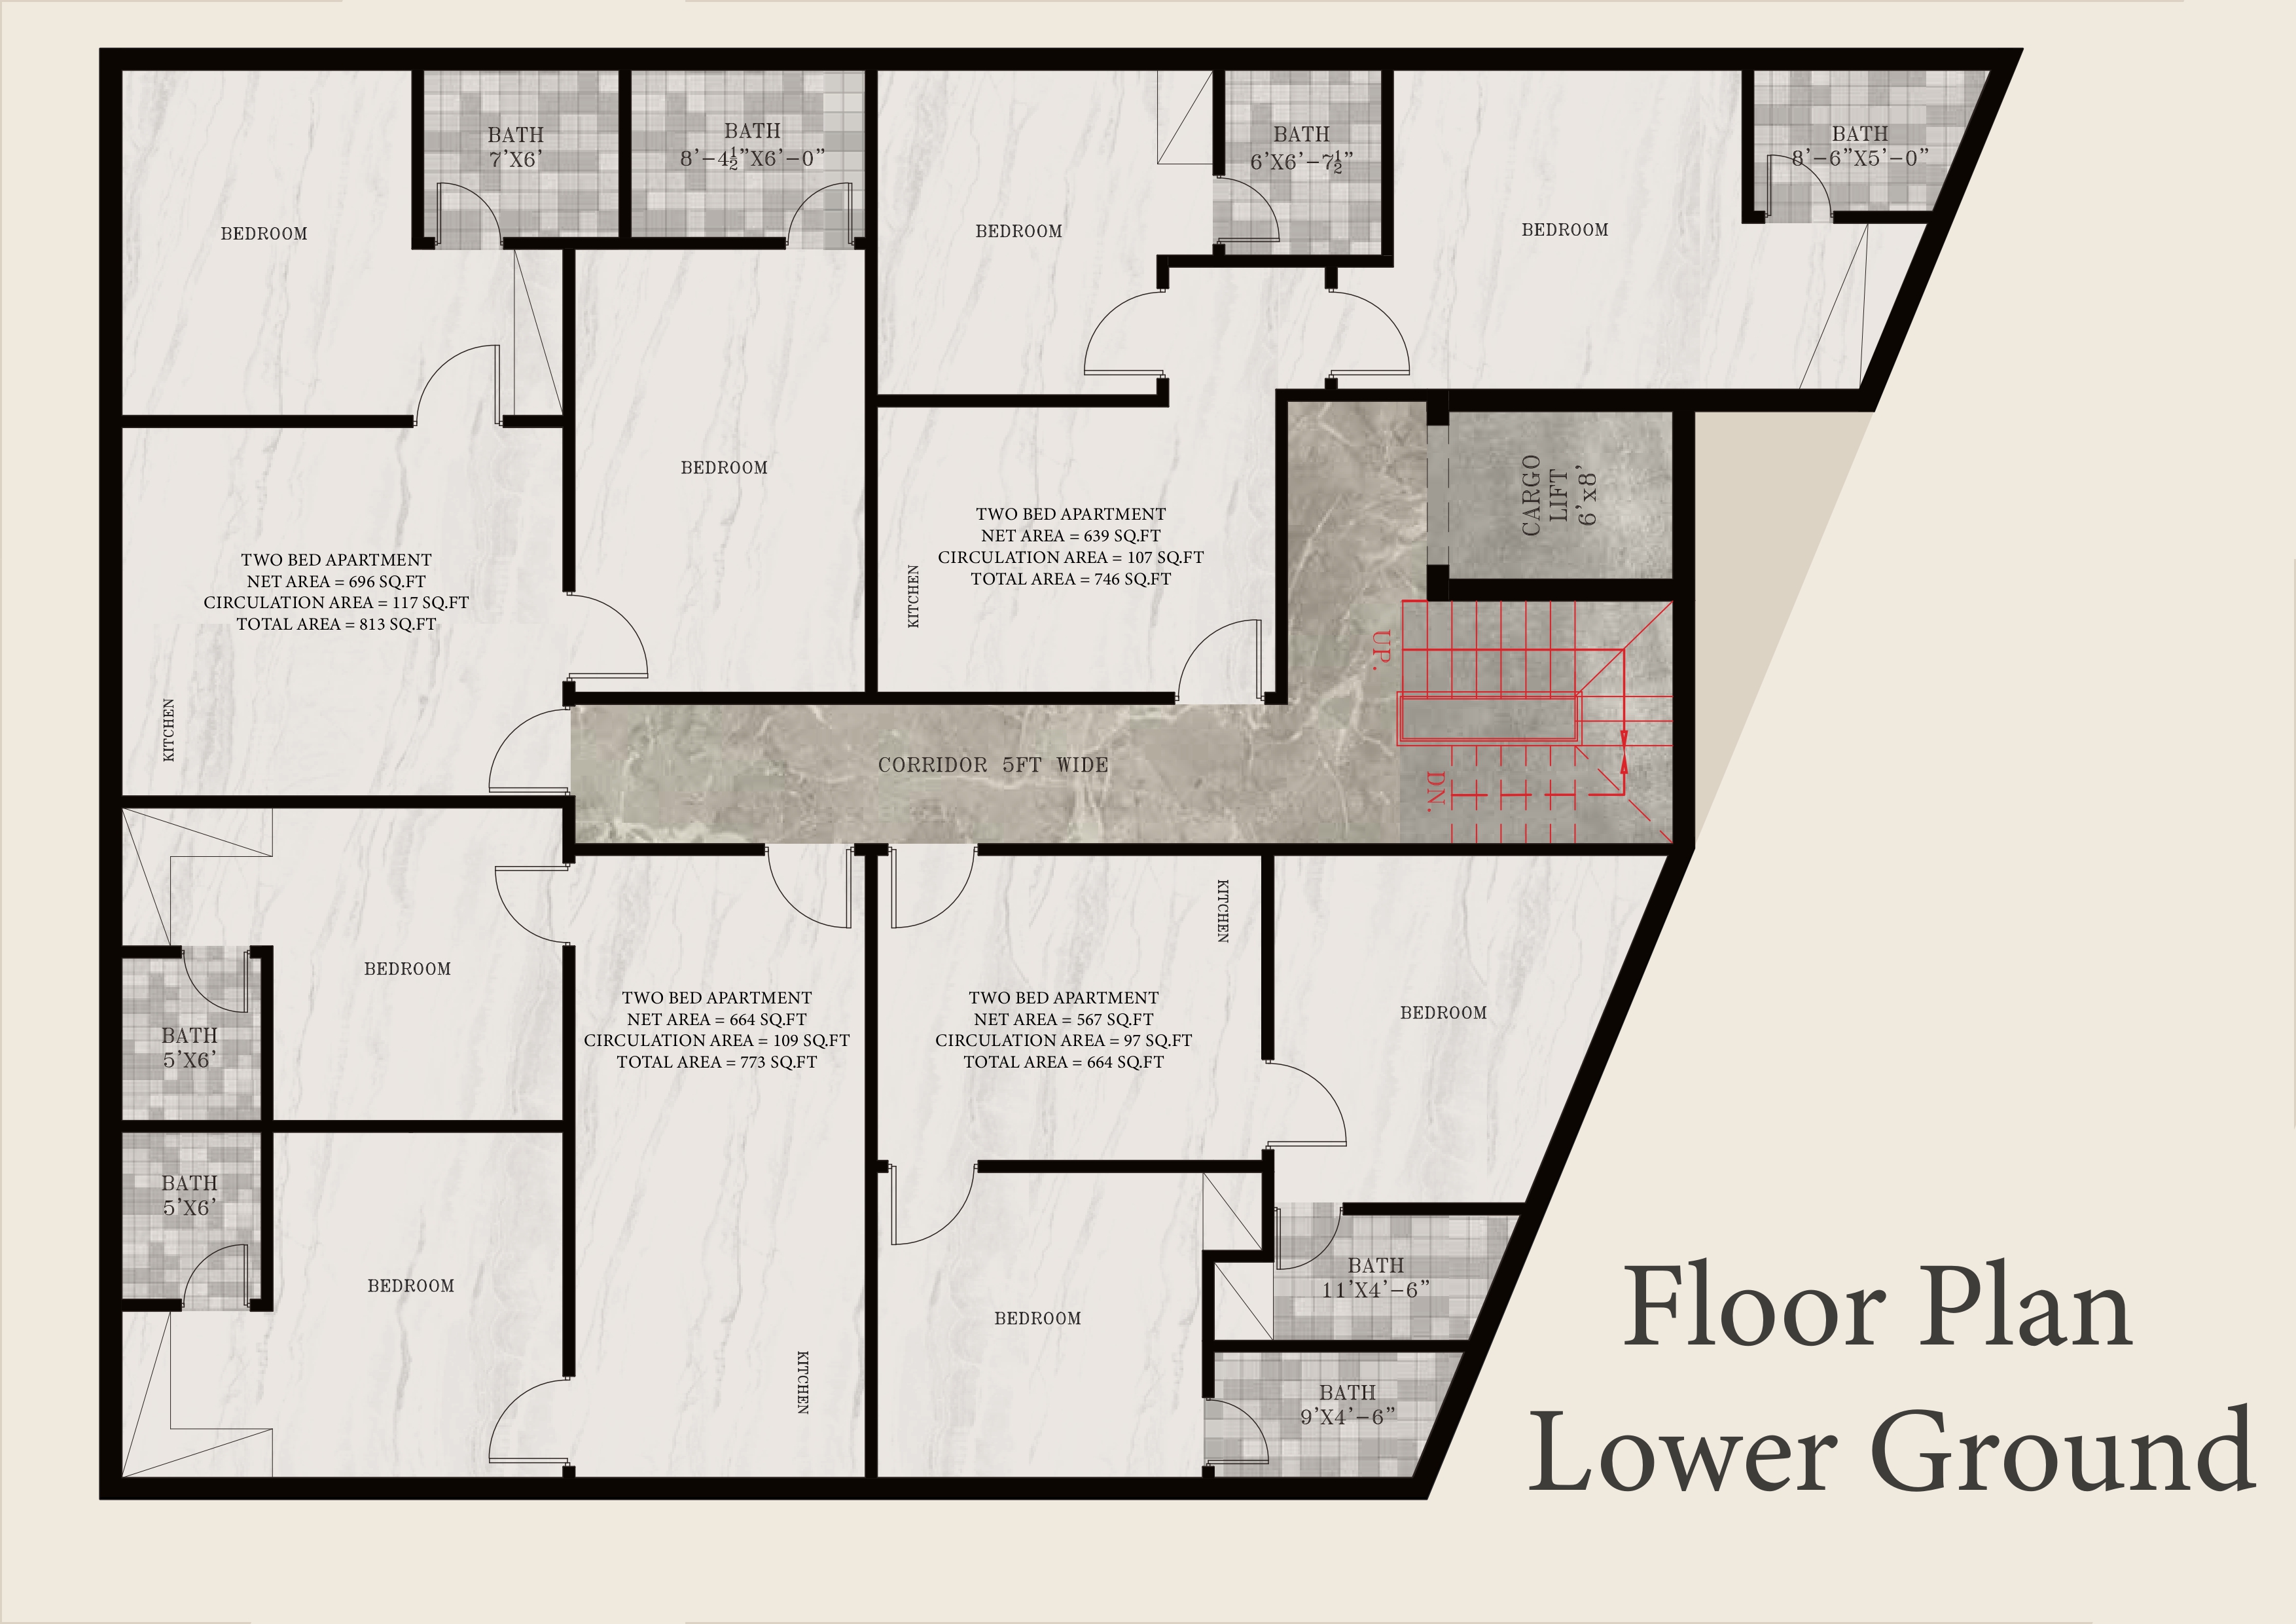 BATH
7'X6'
BATH
8'-4½"X6'-0"
BATH
6'X6'-7½"
BATH
8'-6"X5'-0"
BEDROOM
BEDROOM
BEDROOM
BEDROOM
CARGO
LIFT
6'x8'
TWO BED APARTMENT
NET AREA = 696 SQ.FT
CIRCULATION AREA = 117 SQ.FT
TOTAL AREA = 813 SQ.FT
KITCHEN
TWO BED APARTMENT
NET AREA = 639 SQ.FT
CIRCULATION AREA = 107 SQ.FT
TOTAL AREA = 746 SQ.FT
KITCHEN
UP.
DN.
CORRIDOR 5FT WIDE
KITCHEN
BEDROOM
BATH
5'X6'
TWO BED APARTMENT
NET AREA = 664 SQ.FT
CIRCULATION AREA = 109 SQ.FT
TOTAL AREA = 773 SQ.FT
TWO BED APARTMENT
NET AREA = 567 SQ.FT
CIRCULATION AREA = 97 SQ.FT
TOTAL AREA = 664 SQ.FT
BEDROOM
BATH
5'X6'
BEDROOM
KITCHEN
BEDROOM
BATH
11'X4'-6"
BATH
9'X4'-6"
Floor Plan
Lower Ground